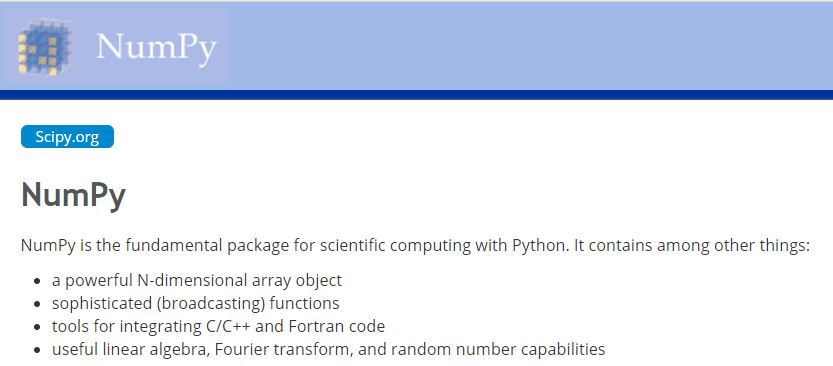 NumPy
Scipy.org
NumPy
NumPy is the fundamental package for scientific computing with Python. It contains among other things:
• a powerful N-dimensional array object
• sophisticated (broadcasting) functions
• tools for integrating C/C++ and Fortran code
• useful linear algebra, Fourier transform, and random number capabilities